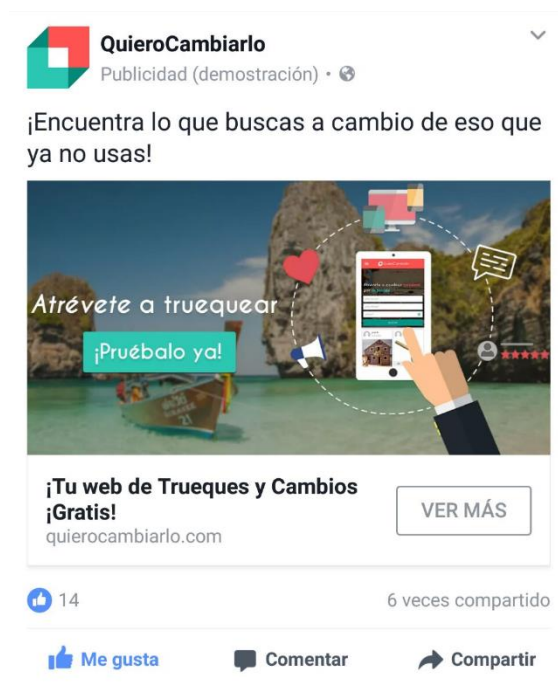 QuieroCambiarlo
Publicidad (demostración)
¡Encuentra lo que buscas a cambio de eso que
ya no usas!
Atrévete a truequear
¡Pruébalo ya!
¡Tu web de Trueques y Cambios
¡Gratis!
VER MÁS
quierocambiarlo.com
14
6 veces compartido
Me gusta
Comentar
Compartir